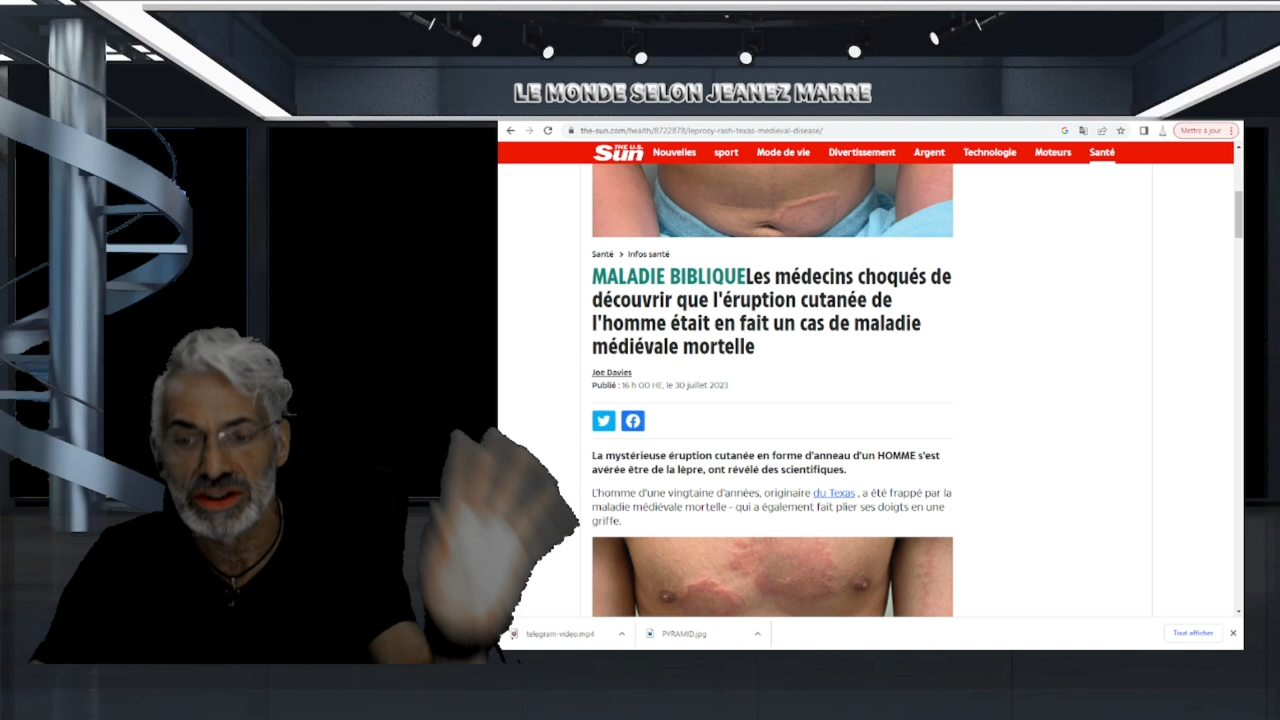 LE MONDE SELON JEANEZ MARRE
the-sun.com/health/8722878/leprosy-rash-texas-medieval-disease/
Mettre à jour
THE U.S. Sun
Nouvelles sport Mode de vie Divertissement Argent Technologie Moteurs Santé
Santé > Infos santé
MALADIE BIBLIQUELes médecins choqués de
découvrir que l'éruption cutanée de
l'homme était en fait un cas de maladie
médiévale mortelle
Joe Davies
Publié : 16 h 00 HE, le 30 juillet 2023
La mystérieuse éruption cutanée en forme d'anneau d'un HOMME s'est
avérée être de la lèpre, ont révélé des scientifiques.
L'homme d'une vingtaine d'années, originaire du Texas , a été frappé par la
maladie médiévale mortelle - qui a également fait plier ses doigts en une
griffe.
telegram-video.mp4
PYRAMID.jpg
Tout afficher